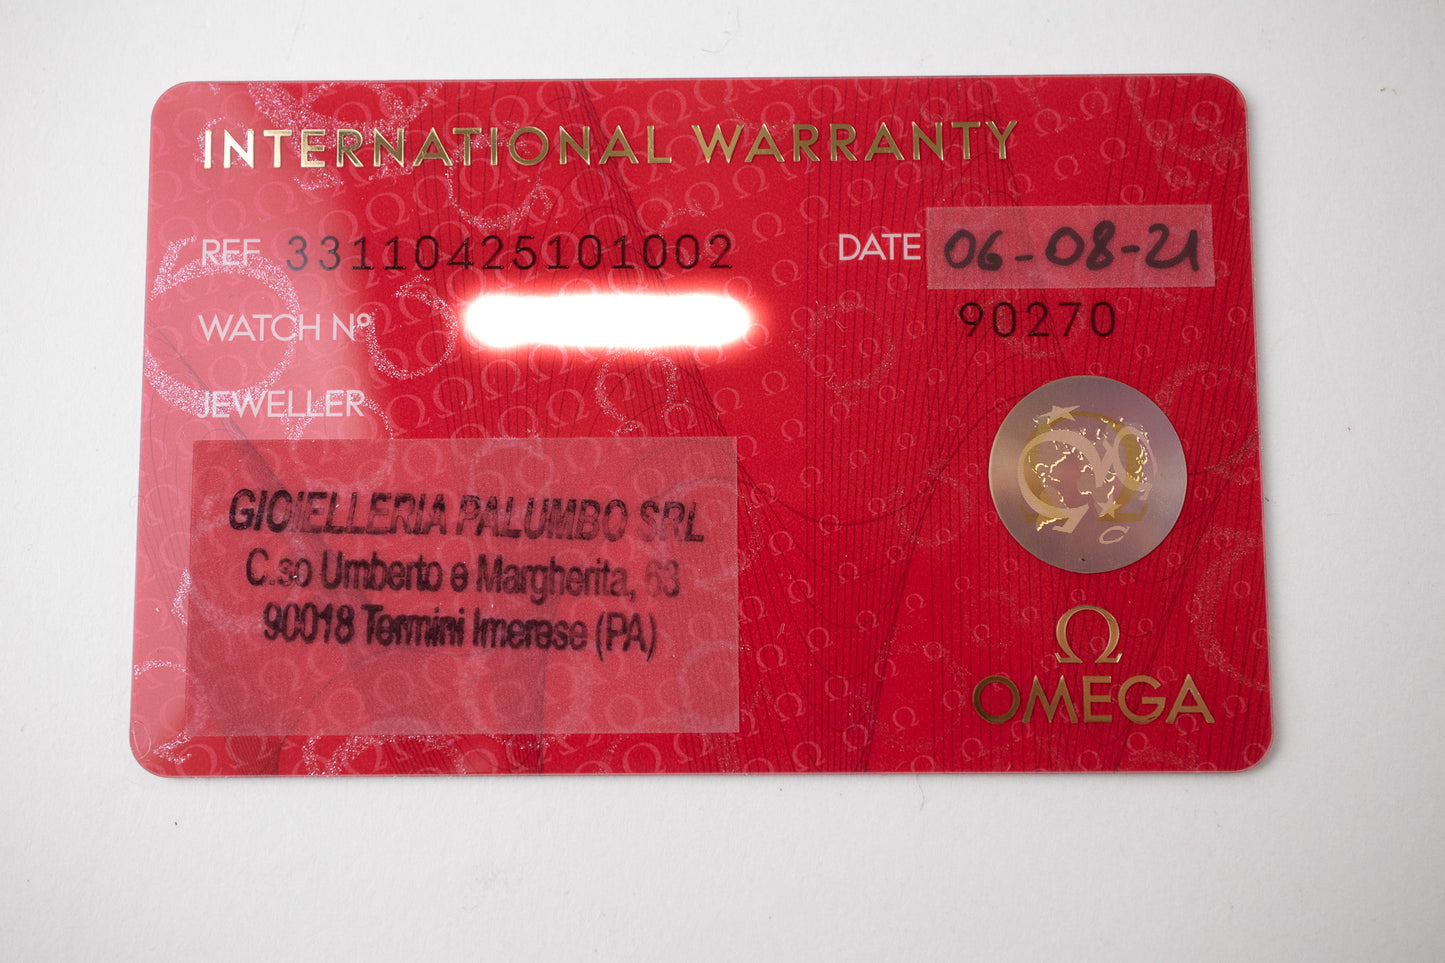 INTERNATIONAL WARRANTY
REF 33110425101002
DATE 06-08-21
WATCH Nº
90270
JEWELLER
GIOIELLERIA PALUMBO SRL
C.so Umberto e Margherita, 63
90018 Termini Imerese (PA)
Ω
OMEGA